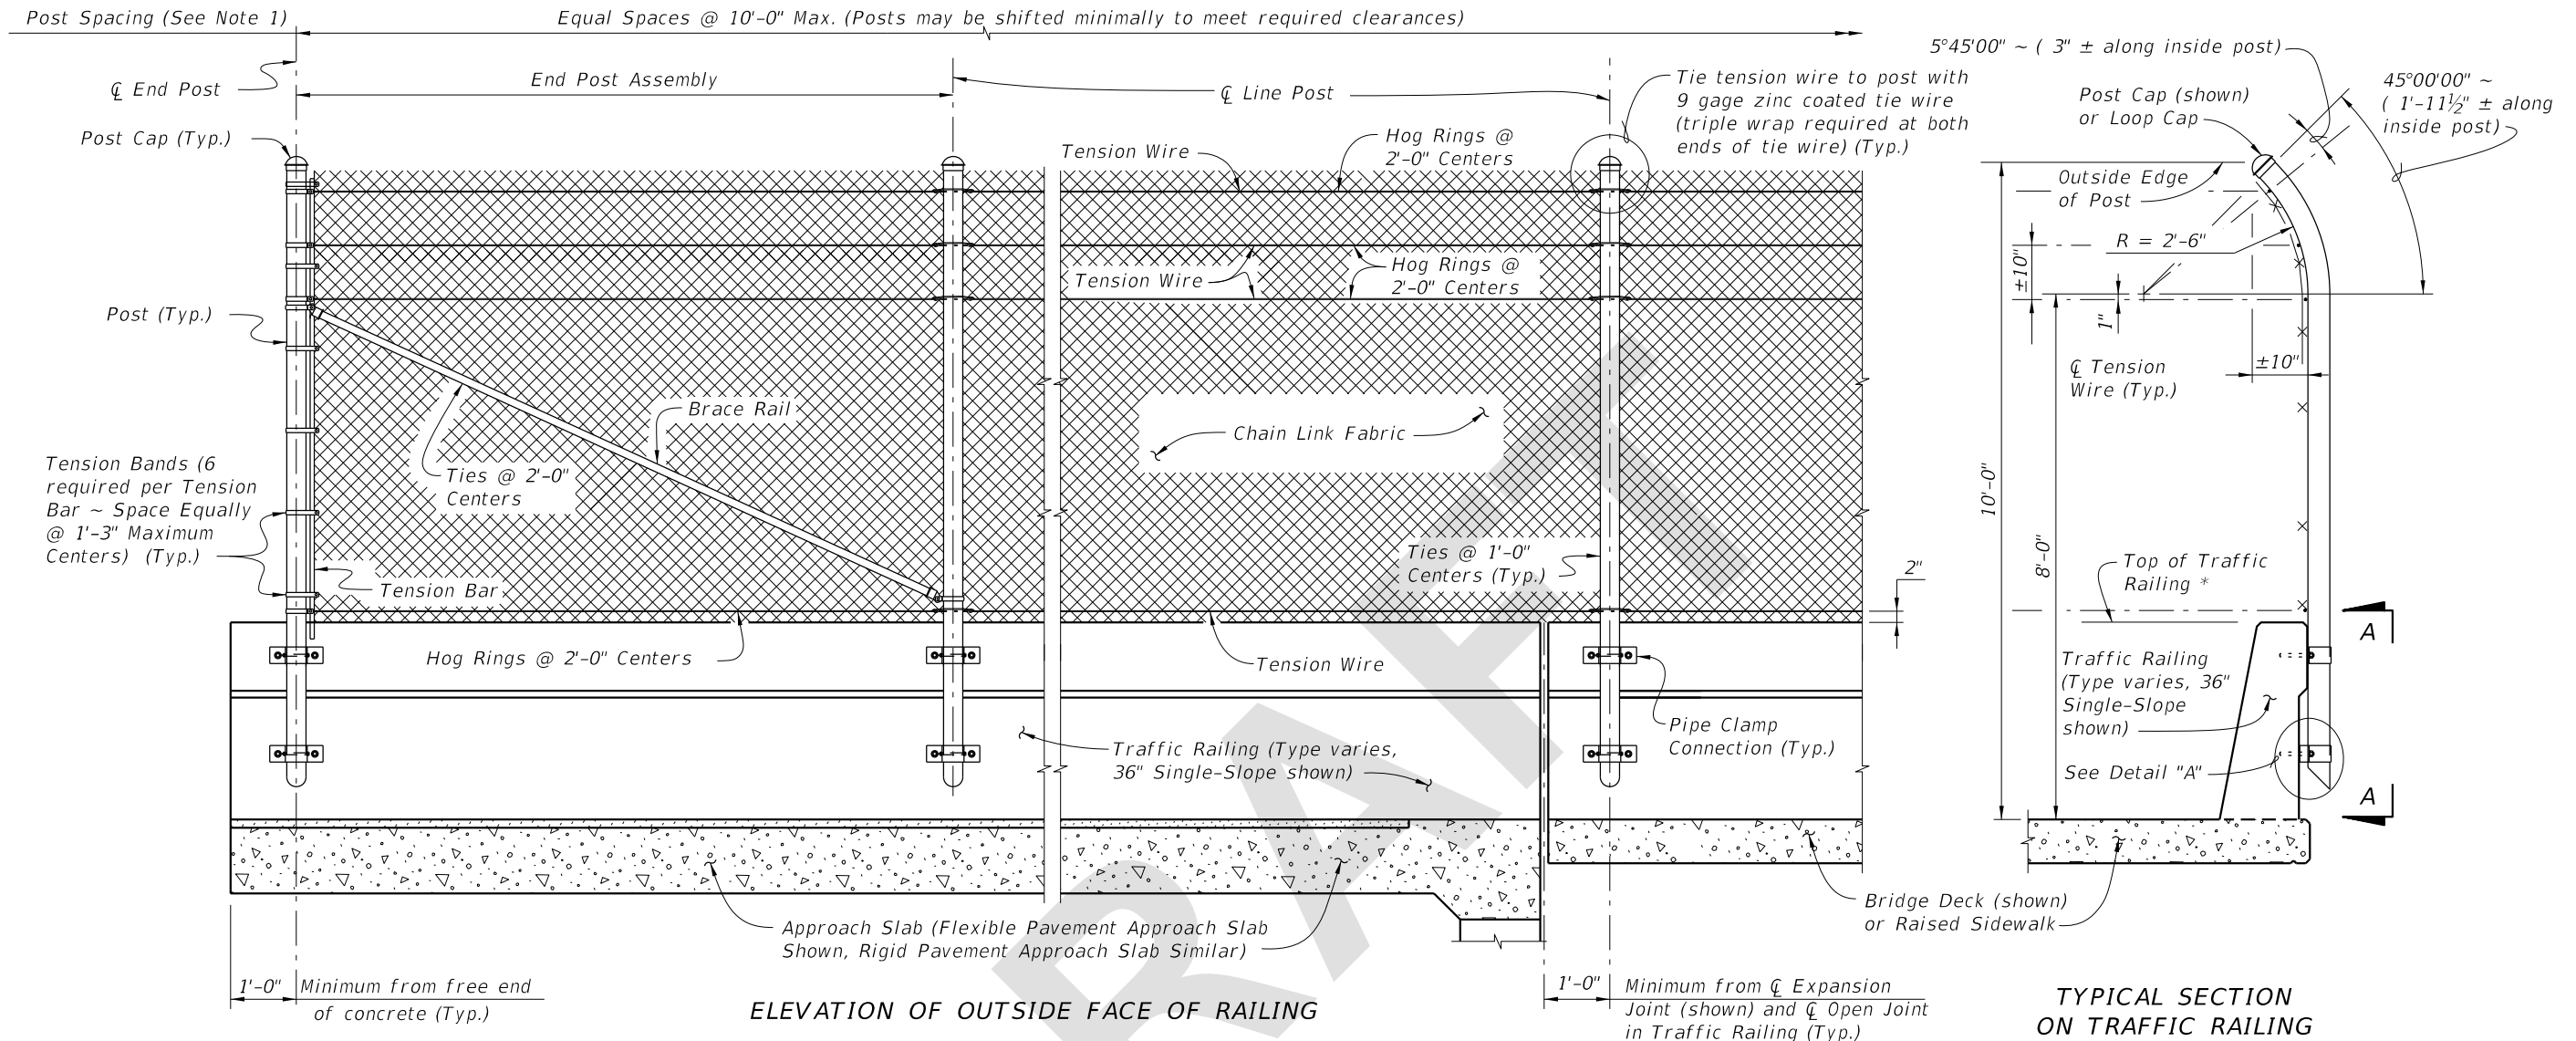 Post Spacing (See Note 1)
Equal Spaces @ 10'-0" Max. (Posts may be shifted minimally to meet required clearances)
℄ End Post
End Post Assembly
℄ Line Post
Post Cap (Typ.)
Tension Wire
Hog Rings @
2'-0" Centers
Tie tension wire to post with
9 gage zinc coated tie wire
(triple wrap required at both
ends of tie wire) (Typ.)
Tension Wire
Hog Rings @
2'-0" Centers
Post (Typ.)
Brace Rail
Chain Link Fabric
Ties @ 2'-0"
Centers
Tension Bands (6
required per Tension
Bar ~ Space Equally
@ 1'-3" Maximum
Centers) (Typ.)
Tension Bar
Ties @ 1'-0"
Centers (Typ.)
2"
Hog Rings @ 2'-0" Centers
Tension Wire
Traffic Railing (Type varies,
36" Single-Slope shown)
Pipe Clamp
Connection (Typ.)
Approach Slab (Flexible Pavement Approach Slab
Shown, Rigid Pavement Approach Slab Similar)
Bridge Deck (shown)
or Raised Sidewalk
1'-0"
Minimum from free end
of concrete (Typ.)
1'-0"
Minimum from ℄ Expansion
Joint (shown) and ℄ Open Joint
in Traffic Railing (Typ.)
ELEVATION OF OUTSIDE FACE OF RAILING
5°45'00" ~ ( 3" ± along inside post)
45°00'00" ~
( 1'-11½" ± along
inside post)
Post Cap (shown)
or Loop Cap
Outside Edge
of Post
R = 2'-6"
±10"
1"
±10"
℄ Tension
Wire (Typ.)
10'-0"
8'-0"
Top of Traffic
Railing *
A
Traffic Railing
(Type varies, 36"
Single-Slope
shown)
See Detail "A"
A
TYPICAL SECTION
ON TRAFFIC RAILING
RAFT